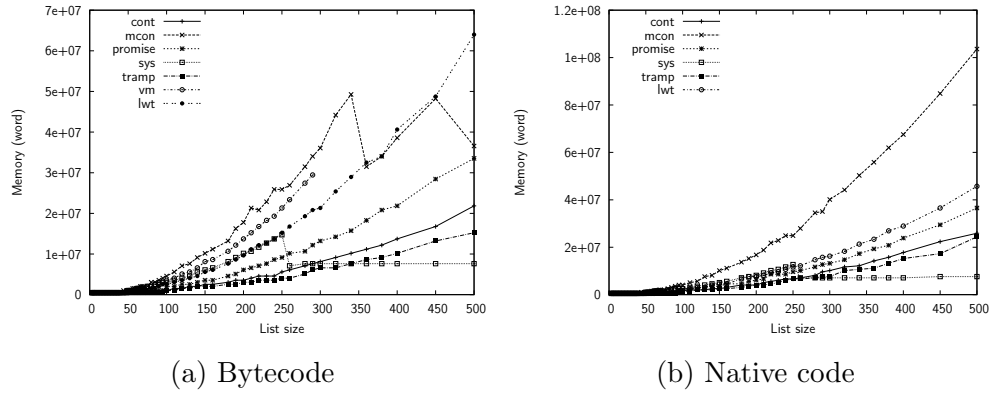 7e+07
6e+07
5e+07
4e+07
3e+07
2e+07
1e+07
0
Memory (word)
cont
mcon
promise
sys
tramp
vm
lwt
0 50 100 150 200 250 300 350 400 450 500
List size
(a) Bytecode
1.2e+08
1e+08
8e+07
6e+07
4e+07
2e+07
0
Memory (word)
cont
mcon
promise
sys
tramp
lwt
0 50 100 150 200 250 300 350 400 450 500
List size
(b) Native code